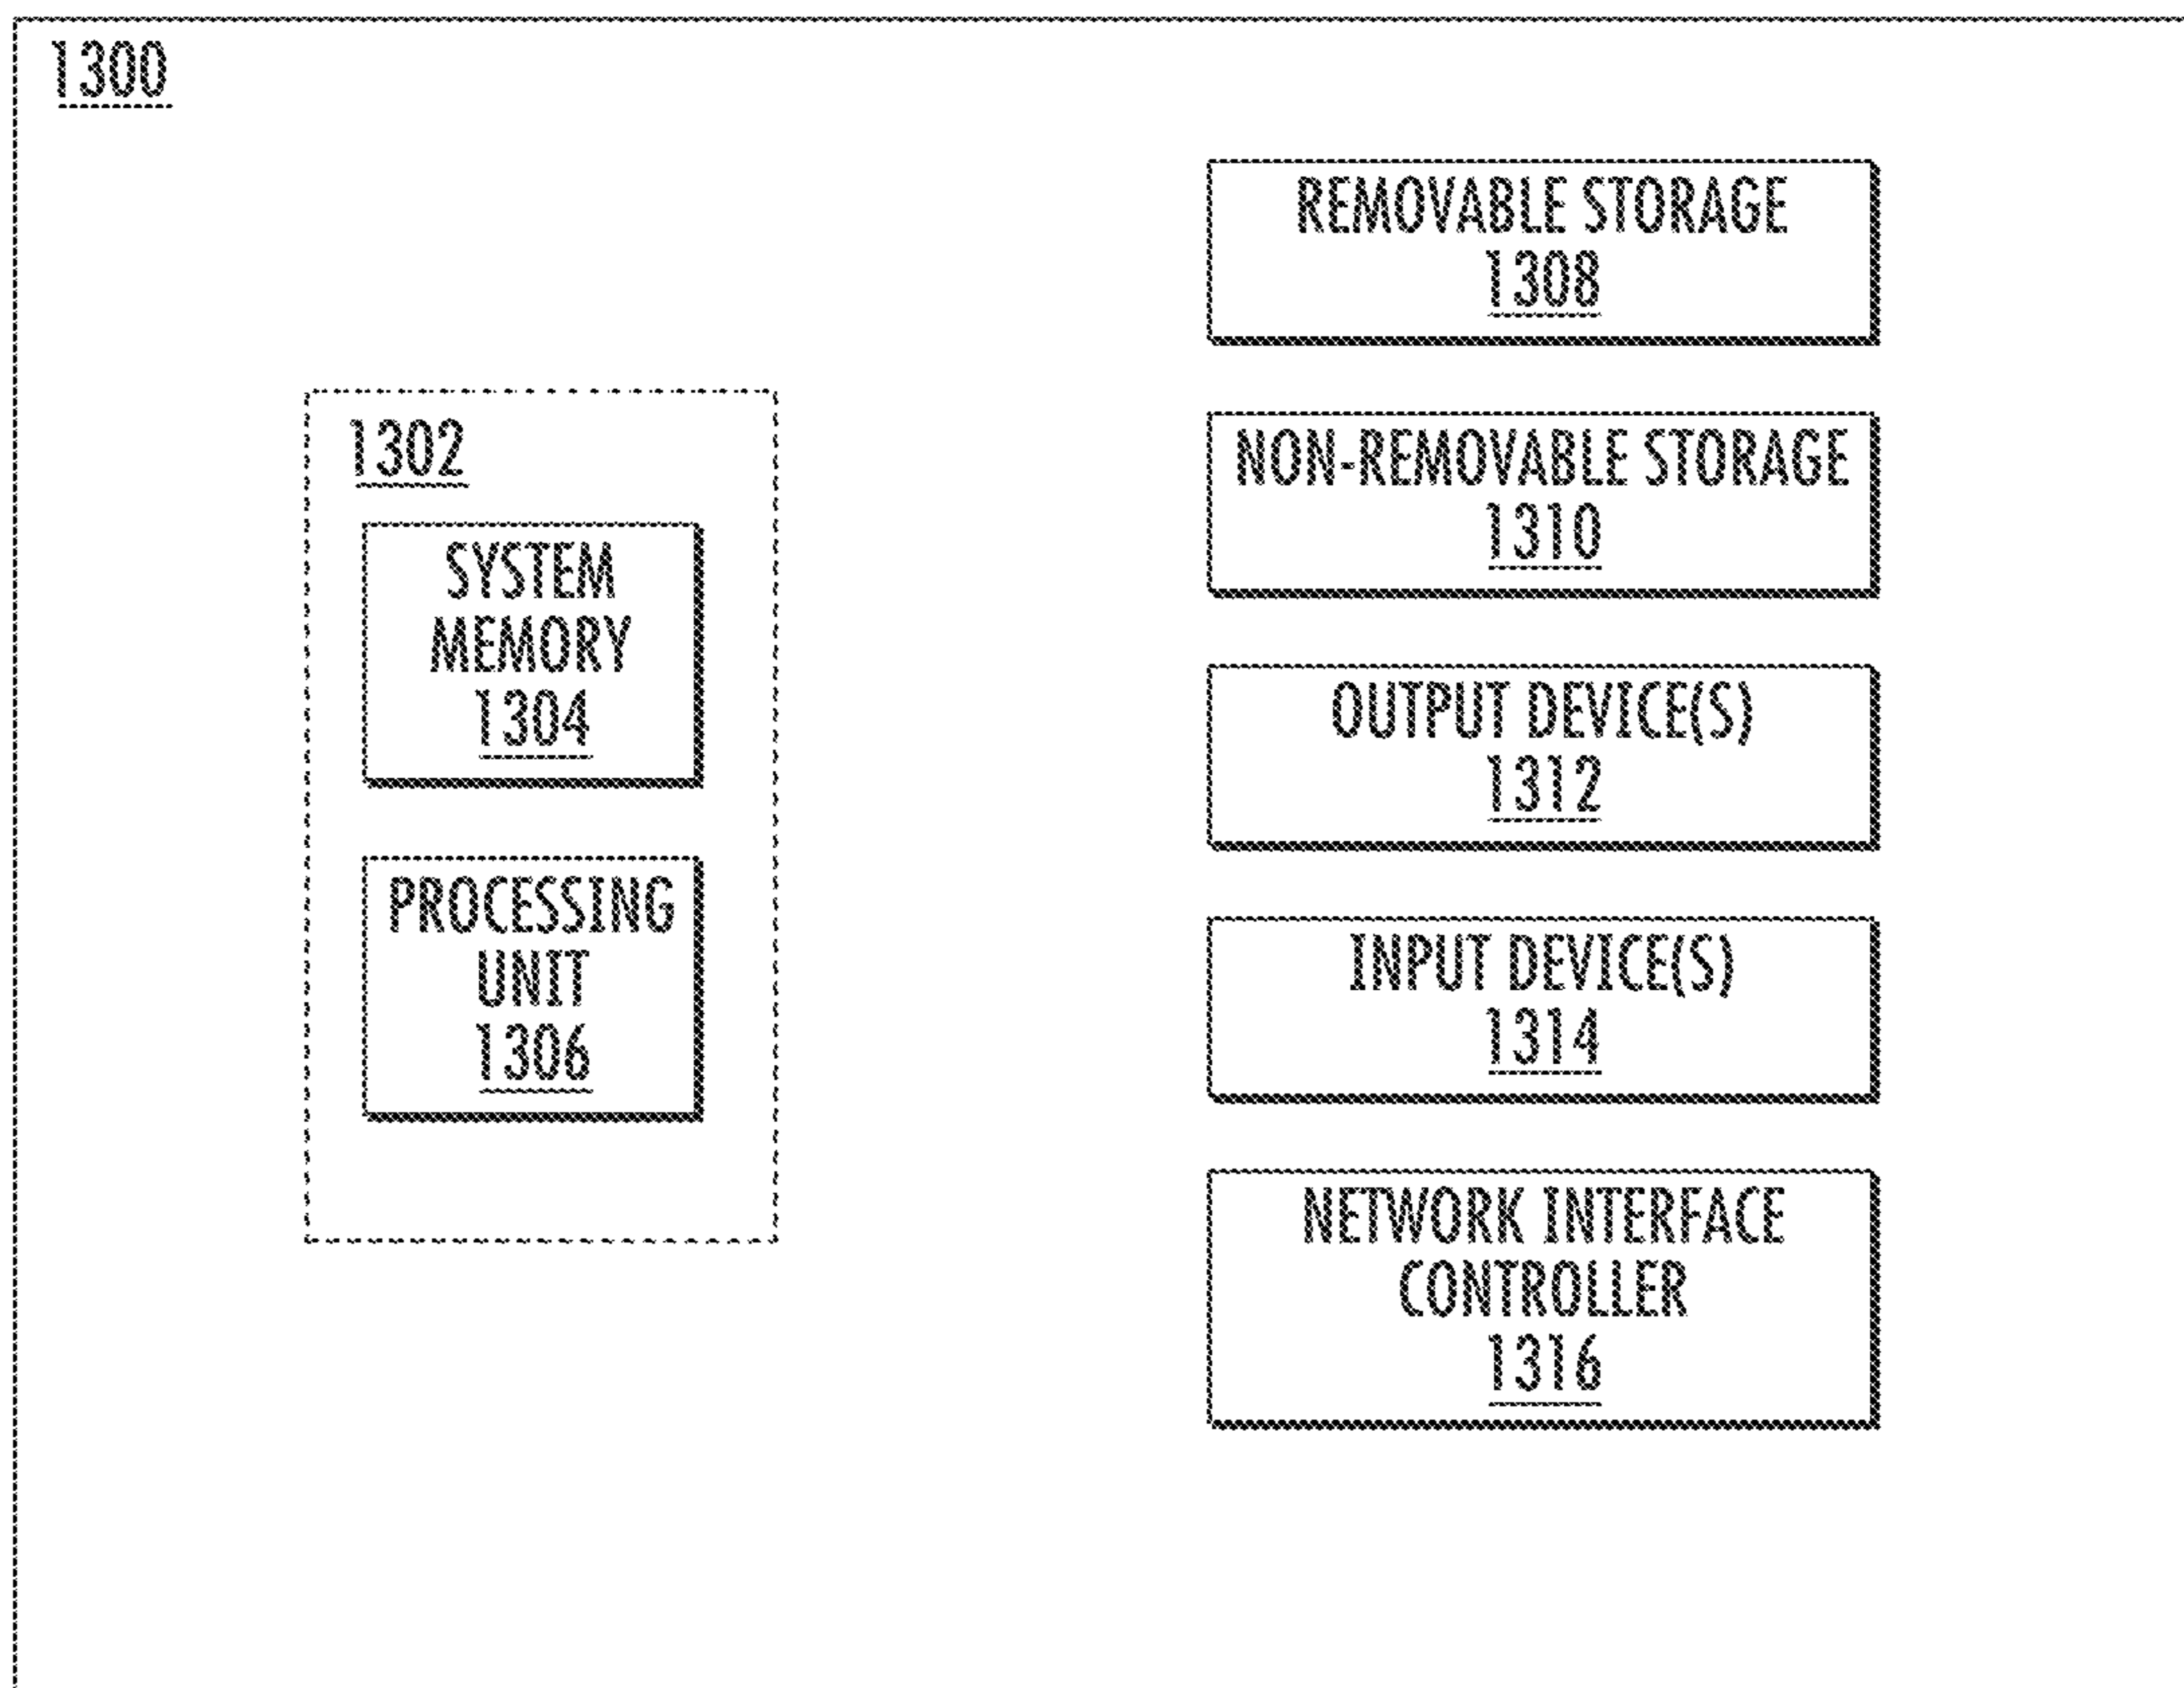 1300
1302
SYSTEM
MEMORY
1304
PROCESSING
UNIT
1306
REMOVABLE STORAGE
1308
NON-REMOVABLE STORAGE
1310
OUTPUT DEVICE(S)
1312
INPUT DEVICE(S)
1314
NETWORK INTERFACE
CONTROLLER
1316